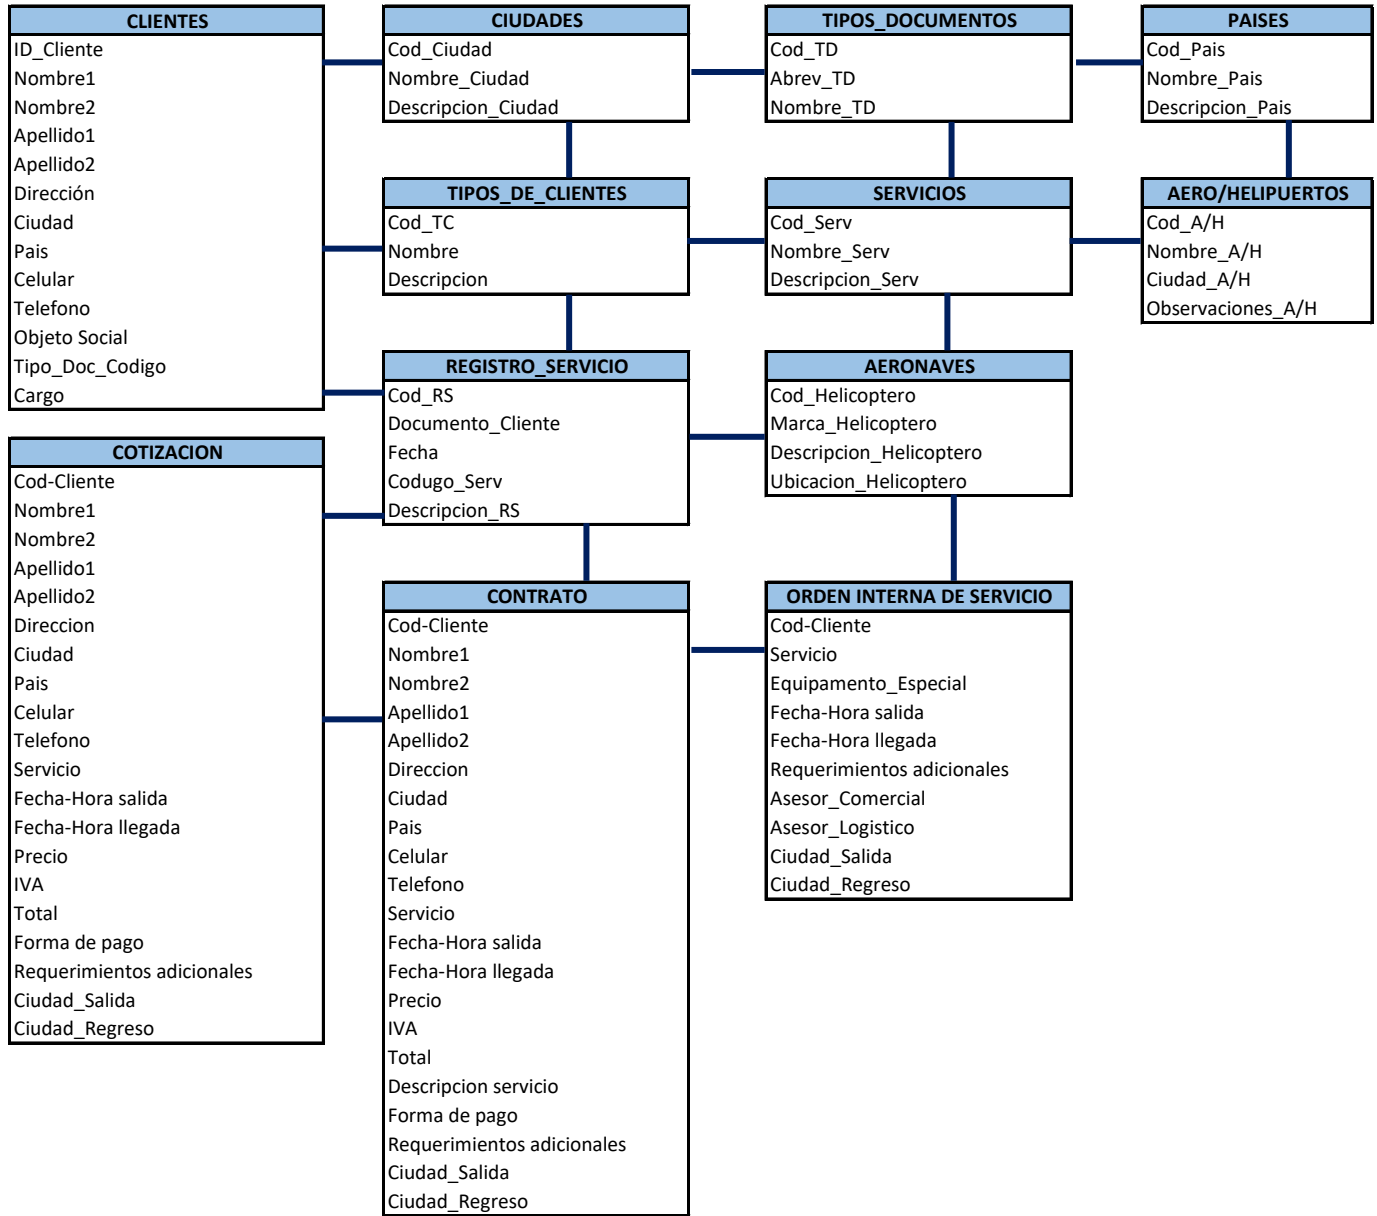 CLIENTES
ID_Cliente
Nombre1
Nombre2
Apellido1
Apellido2
Dirección
Ciudad
Pais
Celular
Telefono
Objeto Social
Tipo_Doc_Codigo
Cargo
CIUDADES
Cod_Ciudad
Nombre_Ciudad
Descripcion_Ciudad
TIPOS_DOCUMENTOS
Cod_TD
Abrev_TD
Nombre_TD
PAISES
Cod_Pais
Nombre_Pais
Descripcion_Pais
TIPOS_DE_CLIENTES
Cod_TC
Nombre
Descripcion
SERVICIOS
Cod_Serv
Nombre_Serv
Descripcion_Serv
AERO/HELIPUERTOS
Cod_A/H
Nombre_A/H
Ciudad_A/H
Observaciones_A/H
REGISTRO_SERVICIO
Cod_RS
Documento_Cliente
Fecha
Codugo_Serv
Descripcion_RS
AERONAVES
Cod_Helicoptero
Marca_Helicoptero
Descripcion_Helicoptero
Ubicacion_Helicoptero
COTIZACION
Cod-Cliente
Nombre1
Nombre2
Apellido1
Apellido2
Direccion
Ciudad
Pais
Celular
Telefono
Servicio
Fecha-Hora salida
Fecha-Hora llegada
Precio
IVA
Total
Forma de pago
Requerimientos adicionales
Ciudad_Salida
Ciudad_Regreso
CONTRATO
Cod-Cliente
Nombre1
Nombre2
Apellido1
Apellido2
Direccion
Ciudad
Pais
Celular
Telefono
Servicio
Fecha-Hora salida
Fecha-Hora llegada
Precio
IVA
Total
Descripcion servicio
Forma de pago
Requerimientos adicionales
Ciudad_Salida
Ciudad_Regreso
ORDEN INTERNA DE SERVICIO
Cod-Cliente
Servicio
Equipamento_Especial
Fecha-Hora salida
Fecha-Hora llegada
Requerimientos adicionales
Asesor_Comercial
Asesor_Logistico
Ciudad_Salida
Ciudad_Regreso